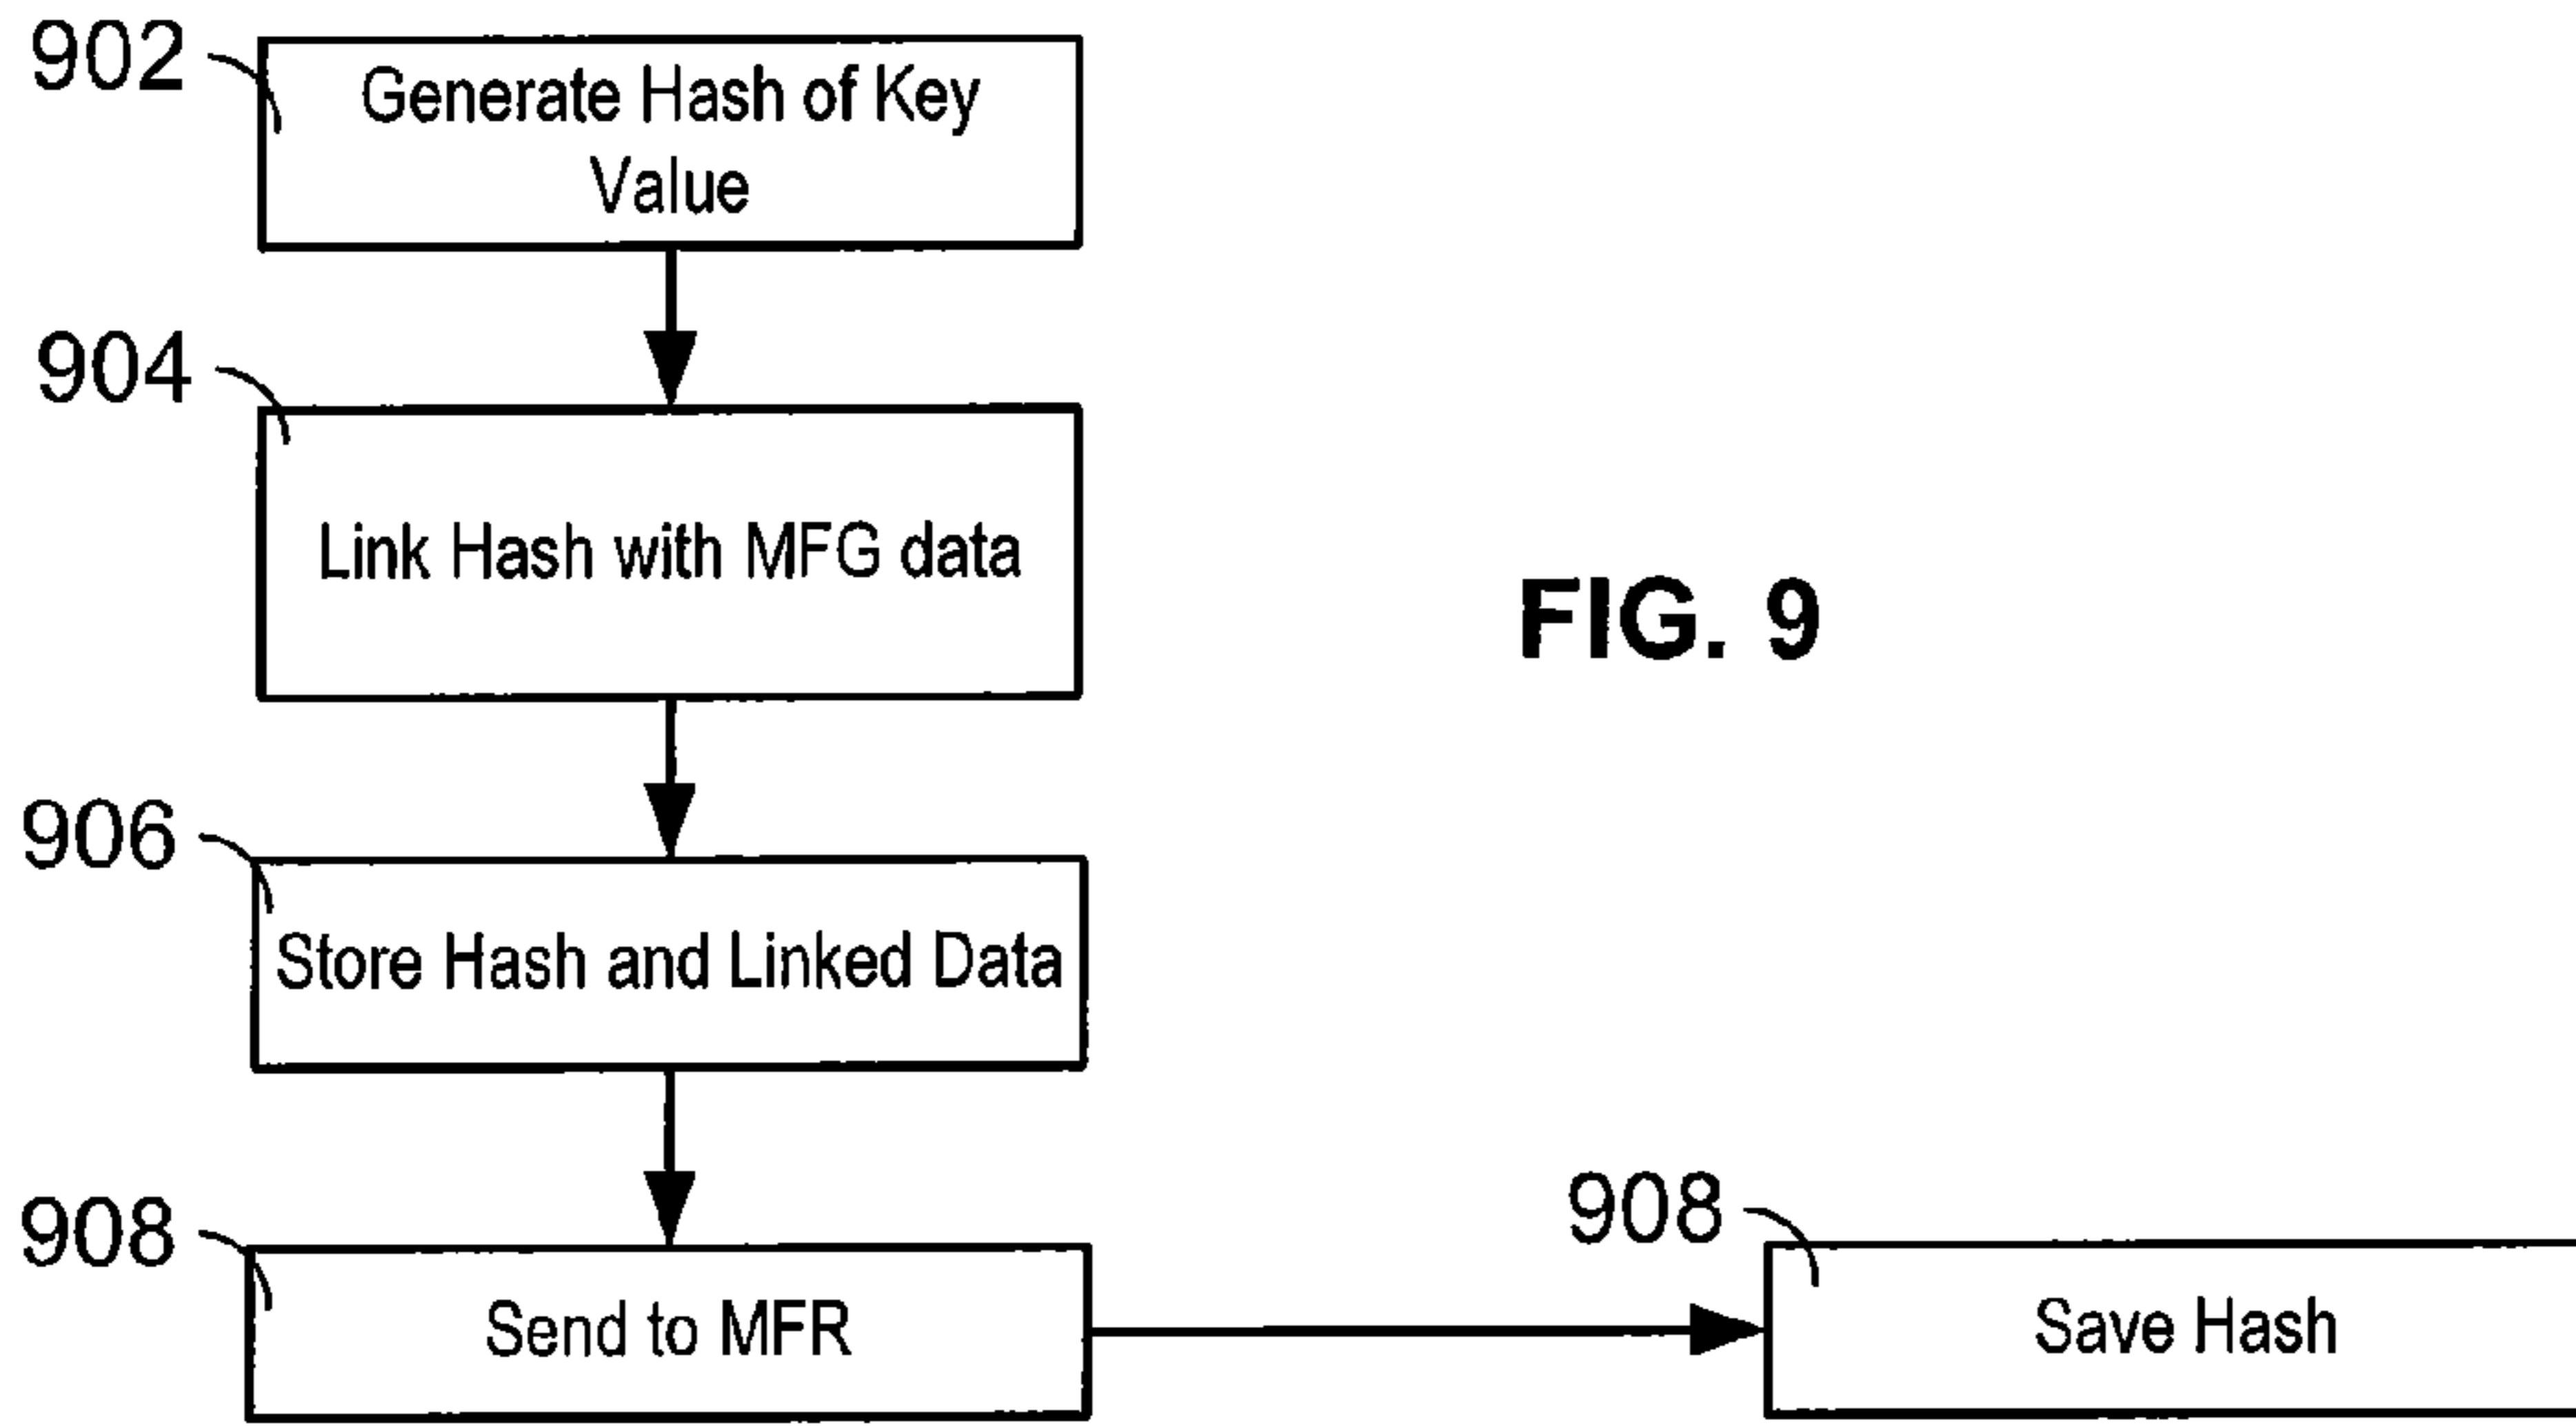 902
Generate Hash of Key
Value
904
Link Hash with MFG data
FIG. 9
906
Store Hash and Linked Data
908
Send to MFR
908
Save Hash